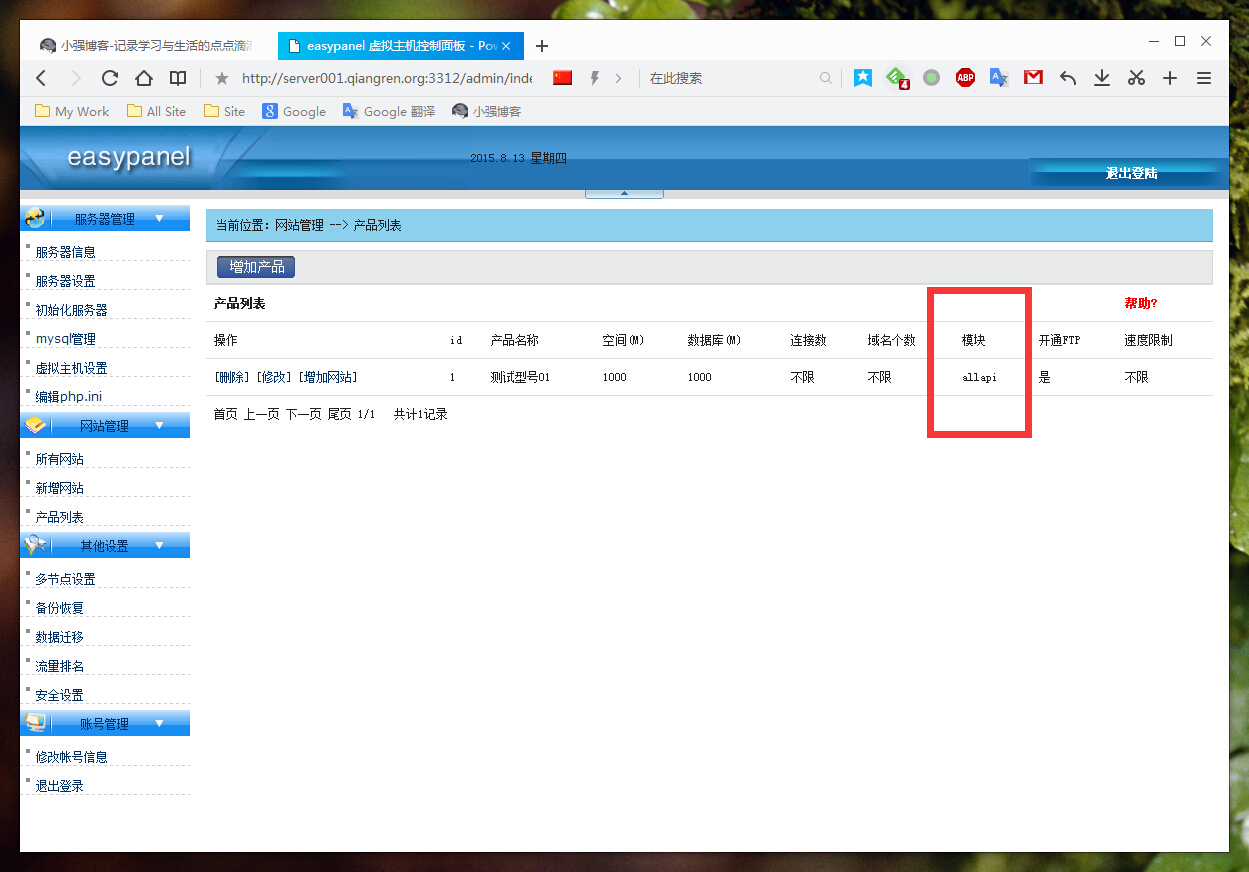 小强博客-记录学习与生活的点点滴滴
easypanel 虚拟主机控制面板 - Pow
http://server001.qiangren.org:3312/admin/inde
在此搜索
4
ABP
My Work
All Site
Site
Google
Google 翻译
小强博客
easypanel
2015.8.13 星期四
退出登陆
服务器管理
服务器信息
服务器设置
初始化服务器
mysql管理
虚拟主机设置
编辑php.ini
网站管理
所有网站
新增网站
产品列表
其他设置
多节点设置
备份恢复
数据迁移
流量排名
安全设置
账号管理
修改帐号信息
退出登录
当前位置: 网站管理 --> 产品列表
增加产品
产品列表 帮助?
操作 id 产品名称 空间(M) 数据库(M) 连接数 域名个数 模块 开通FTP 速度限制
[删除] [修改] [增加网站] 1 测试型号01 1000 1000 不限 不限 allapi 是 不限
首页 上一页 下一页 尾页 1/1 共计1记录